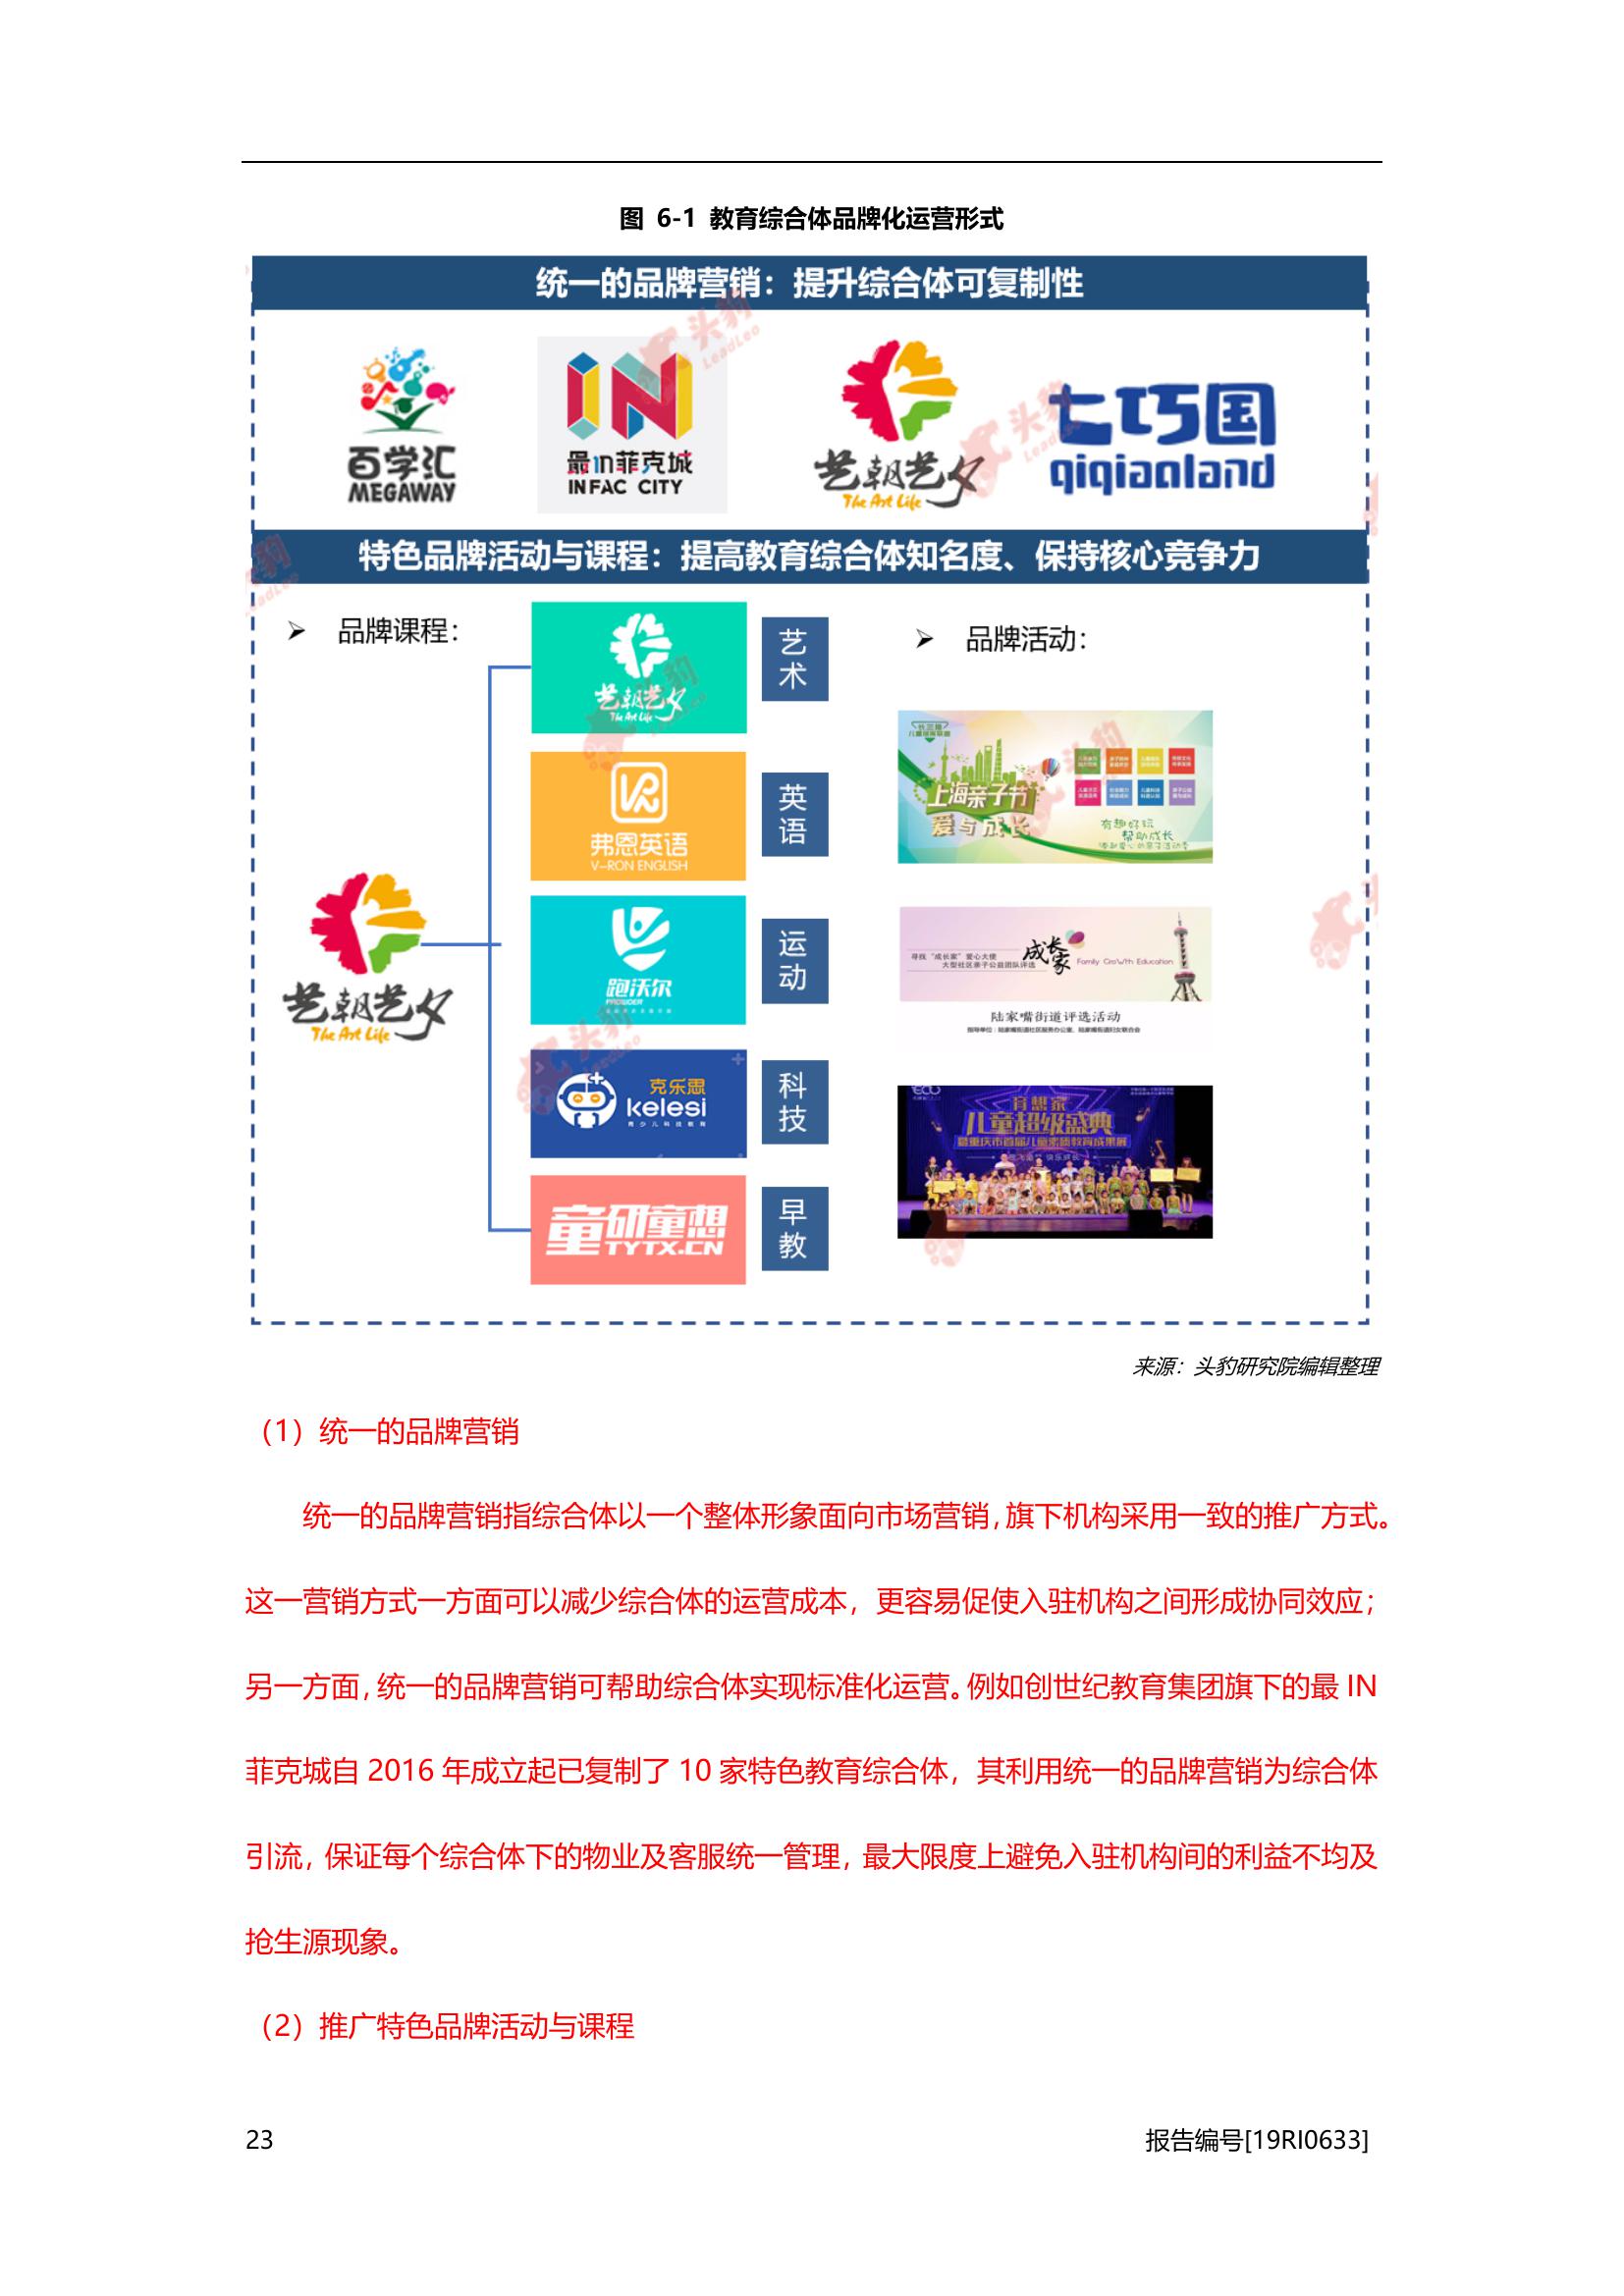 图 6-1 教育综合体品牌化运营形式
统一的品牌营销：提升综合体可复制性
百学汇
MEGAWAY
最in菲克城
INFAC CITY
艺朝艺夕
The Art Life
七巧国
qiqiaoland
特色品牌活动与课程：提高教育综合体知名度、保持核心竞争力
➢ 品牌课程：
艺朝艺夕
The Art Life
艺朝艺夕
The Art Life
艺术
弗恩英语
V-RON ENGLISH
英语
跑沃尔
运动
克乐思
kelesi
青少儿科技教育
科技
童研童想
TYTX.CN
早教
➢ 品牌活动：
上海亲子节
爱与成长
有趣好玩
帮助成长
寻找“成长家”爱心大使
大型社区亲子公益团队评选
成长家
Family Growth Education
陆家嘴街道评选活动
儿童超级盛典
暨重庆市首届儿童素质教育成果展
来源：头豹研究院编辑整理
（1）统一的品牌营销
统一的品牌营销指综合体以一个整体形象面向市场营销，旗下机构采用一致的推广方式。
这一营销方式一方面可以减少综合体的运营成本，更容易促使入驻机构之间形成协同效应；
另一方面，统一的品牌营销可帮助综合体实现标准化运营。例如创世纪教育集团旗下的最 IN
菲克城自 2016 年成立起已复制了 10 家特色教育综合体，其利用统一的品牌营销为综合体
引流，保证每个综合体下的物业及客服统一管理，最大限度上避免入驻机构间的利益不均及
抢生源现象。
（2）推广特色品牌活动与课程
23
报告编号[19RI0633]